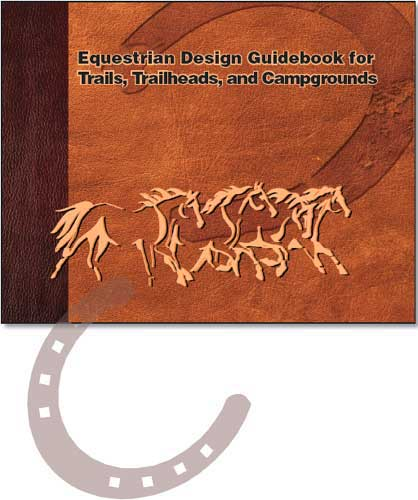 Equestrian Design Guidebook for
Trails, Trailheads, and Campgrounds